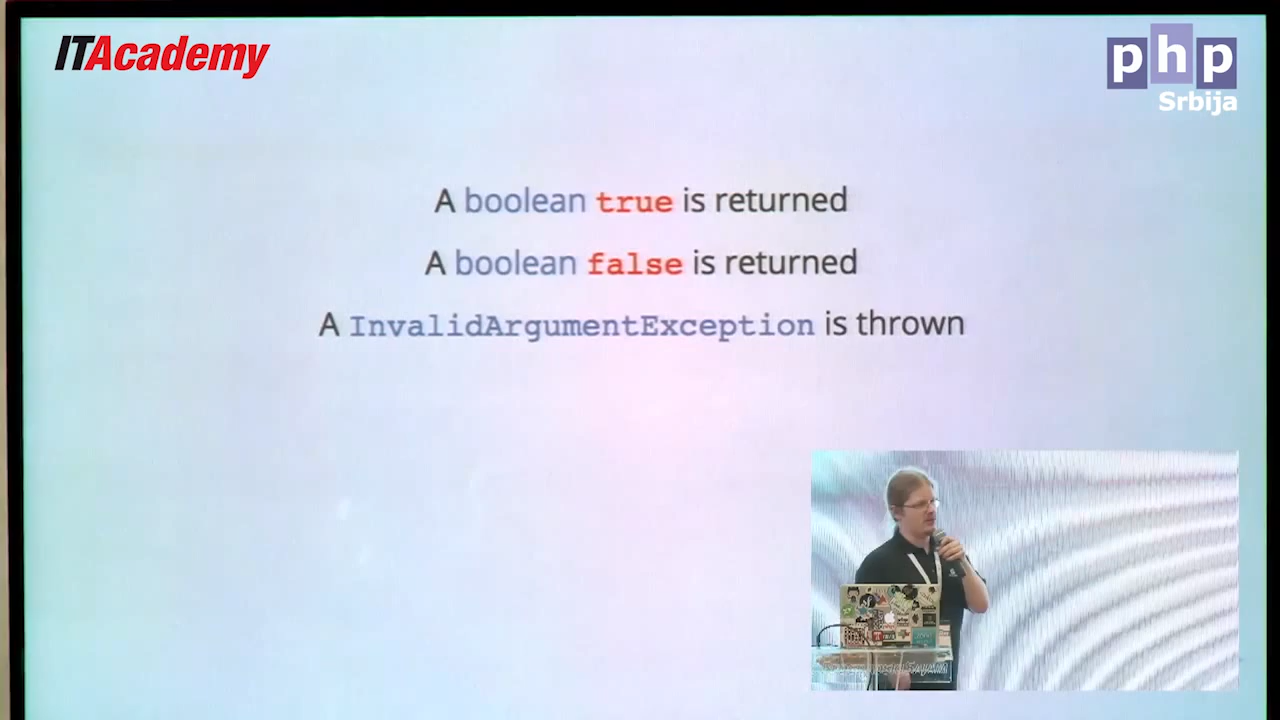 ITAcademy
php
Srbija
A boolean true is returned
A boolean false is returned
A InvalidArgumentException is thrown